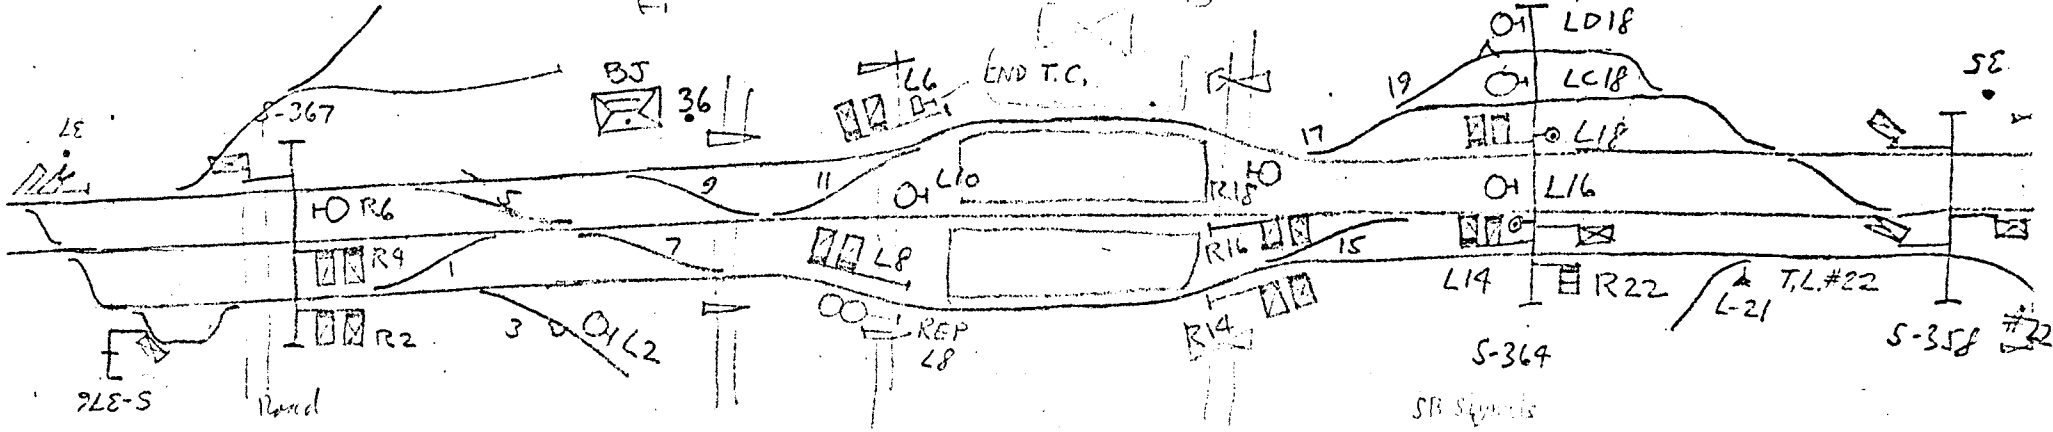 LD18
BJ
36
L6
END T.C.
19
LC18
35
S-367
37
17
L18
R6
5
9
11
L10
R18
L16
R4
1
7
L8
R16
15
L14
R22
L-21
T.L.#22
R2
3
L2
REP
L8
R14
S-364
S-358
#22
S-376
Road
SB Signals